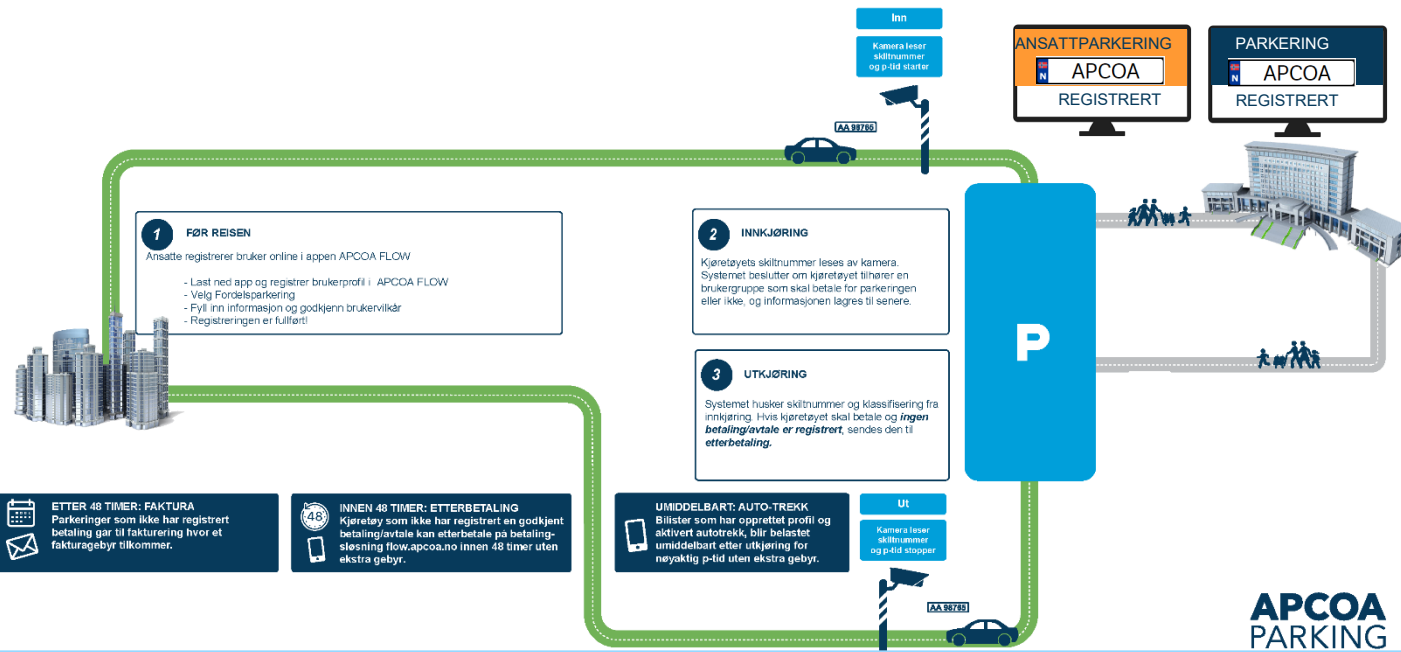 Inn
Kamera leser
skiltnummer
og p-tid starter
ANSATTPARKERING
N
APCOA
REGISTRERT
PARKERING
N
APCOA
REGISTRERT
AA 98765
1 FØR REISEN
Ansatte registrerer bruker online i appen APCOA FLOW
- Last ned app og registrer brukerprofil i APCOA FLOW
- Velg Fordelsparkering
- Fyll inn informasjon og godkjenn brukervilkår
- Registreringen er fullført!
2 INNKJØRING
Kjøretøyets skiltnummer leses av kamera.
Systemet beslutter om kjøretøyet tilhører en
brukergruppe som skal betale for parkeringen
eller ikke, og informasjonen lagres til senere.
P
3 UTKJØRING
Systemet husker skiltnummer og klassifisering fra
innkjøring. Hvis kjøretøyet skal betale og ingen
betaling/avtale er registrert, sendes den til
etterbetaling.
ETTER 48 TIMER: FAKTURA
Parkeringer som ikke har registrert
betaling går til fakturering hvor et
fakturagebyr tilkommer.
48
INNEN 48 TIMER: ETTERBETALING
Kjøretøy som ikke har registrert en godkjent
betaling/avtale kan etterbetale på betaling-
sløsning flow.apcoa.no innen 48 timer uten
ekstra gebyr.
UMIDDELBART: AUTO-TREKK
Bilister som har opprettet profil og
aktivert autotrekk, blir belastet
umiddelbart etter utkjøring for
nøyaktig p-tid uten ekstra gebyr.
Ut
Kamera leser
skiltnummer
og p-tid stopper
AA 98765
APCOA
PARKING